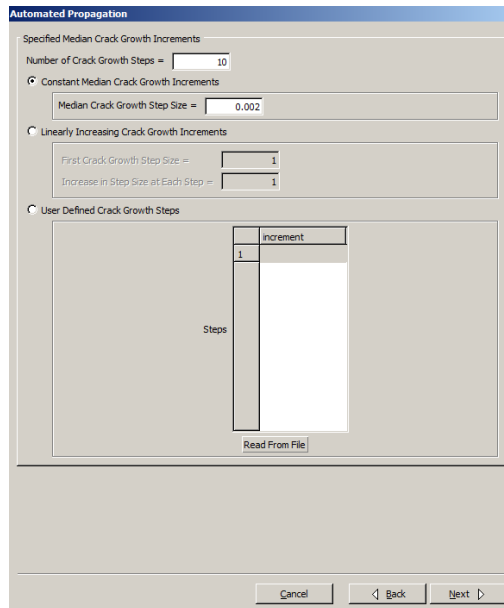 Automated Propagation
Specified Median Crack Growth Increments
Number of Crack Growth Steps = 10
Constant Median Crack Growth Increments
Median Crack Growth Step Size = 0.002
Linearly Increasing Crack Growth Increments
First Crack Growth Step Size = 1
Increase in Step Size at Each Step = 1
User Defined Crack Growth Steps
increment
1
Steps
Read From File
Cancel Back Next